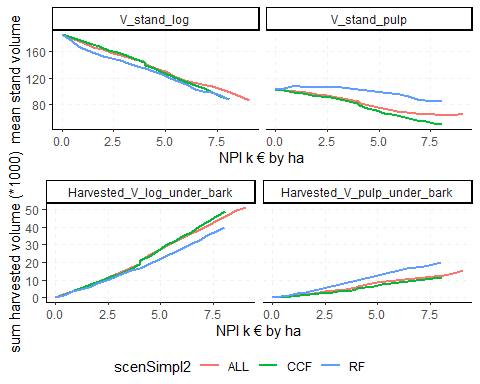 V_stand_log V_stand_pulp
mean stand volume
160
120
80
0.0 2.5 5.0 7.5 0.0 2.5 5.0 7.5
NPI k € by ha
Harvested_V_log_under_bark Harvested_V_pulp_under_bark
sum harvested volume (*1000)
50
40
30
20
10
0
0.0 2.5 5.0 7.5 0.0 2.5 5.0 7.5
NPI k € by ha
scenSimpl2 ALL CCF RF